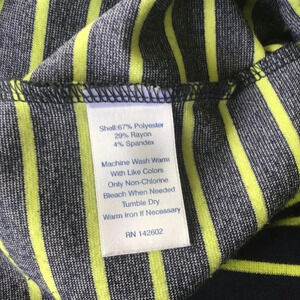 Shell:67% Polyester
29% Rayon
4% Spandex
Machine Wash Warm
With Like Colors
Only Non-Chlorine
Bleach When Needed
Tumble Dry
Warm Iron If Necessary
RN 142602